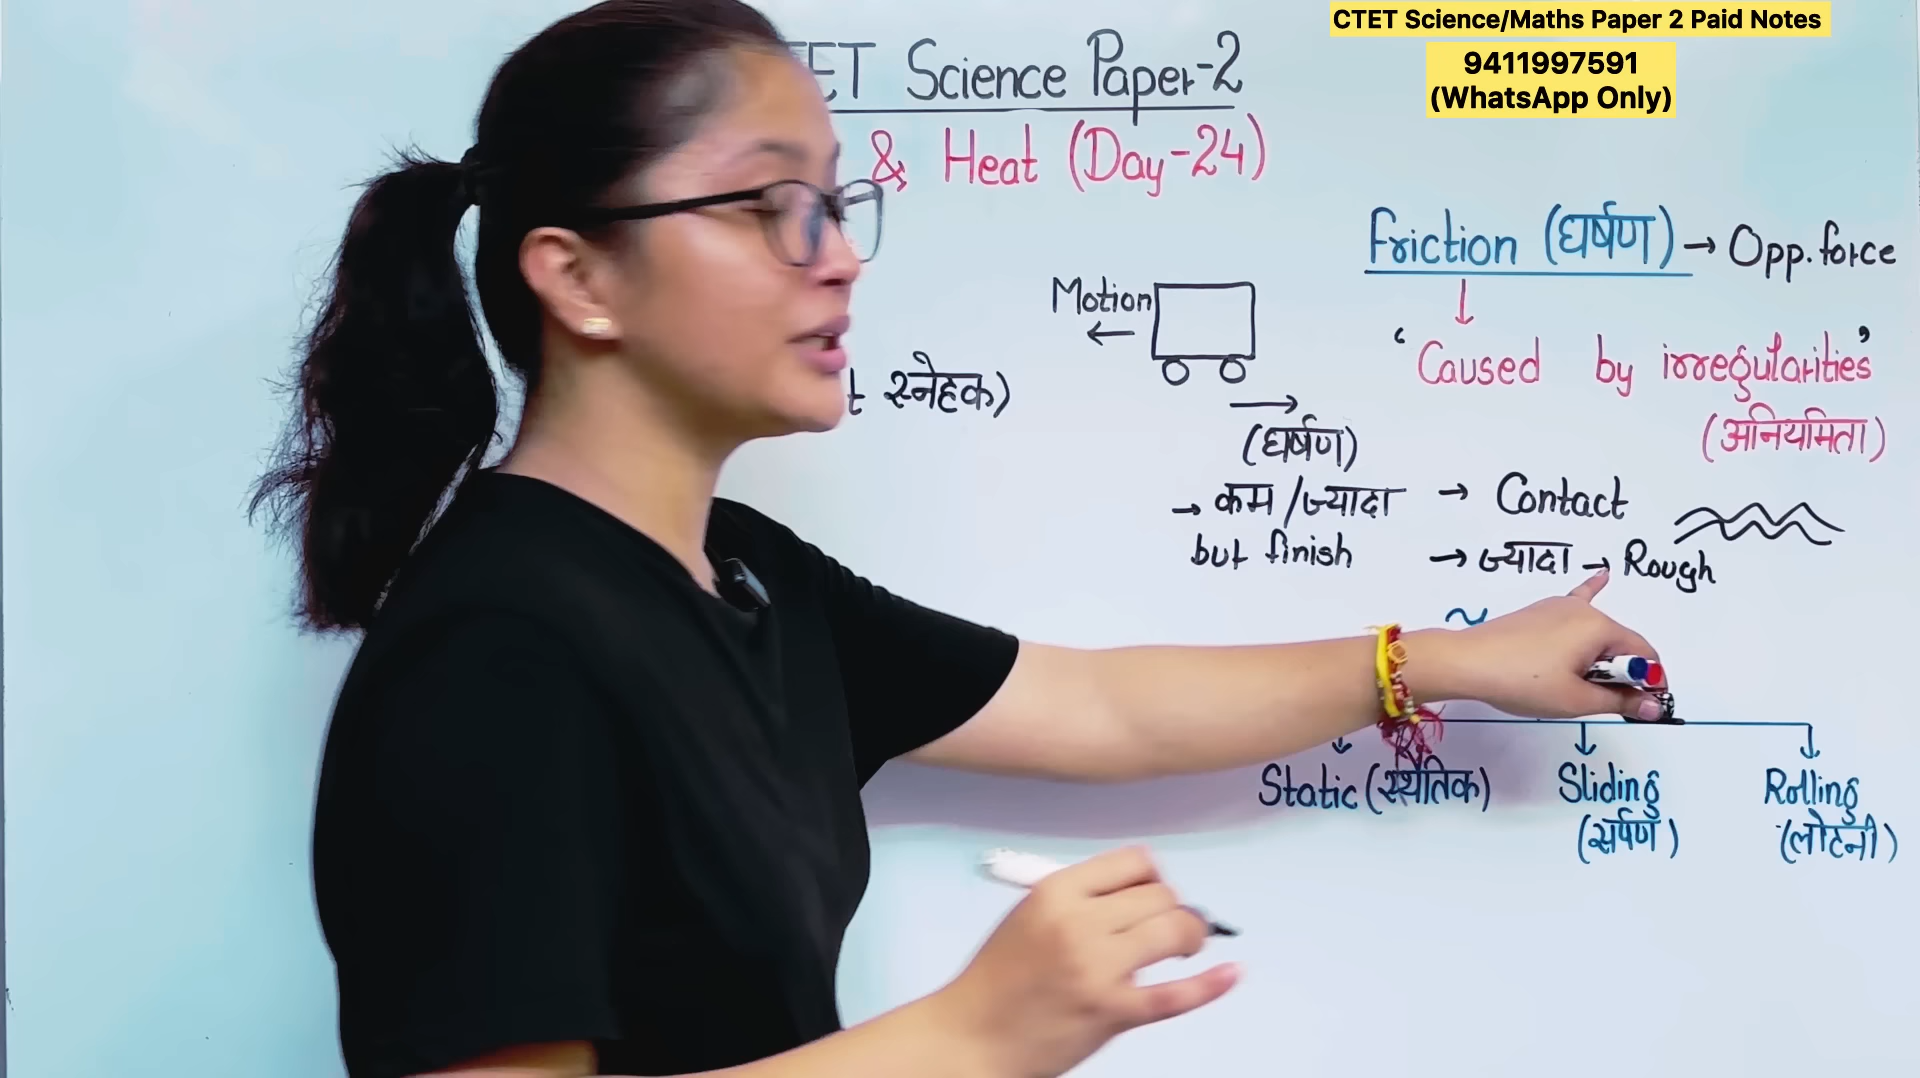 CTET Science/Maths Paper 2 Paid Notes
9411997591
(WhatsApp Only)
ET Science Paper-2
& Heat (Day-24)
Friction (घर्षण) → Opp. force
Motion
←
↓
'Caused by irregularities'
(अनियमिता)
स्नेहक)
→
(घर्षण)
→ कम/ज्यादा → Contact
but finish → ज्यादा → Rough
Static (स्थैतिक) Sliding Rolling
(सर्पण) (लोटनी)